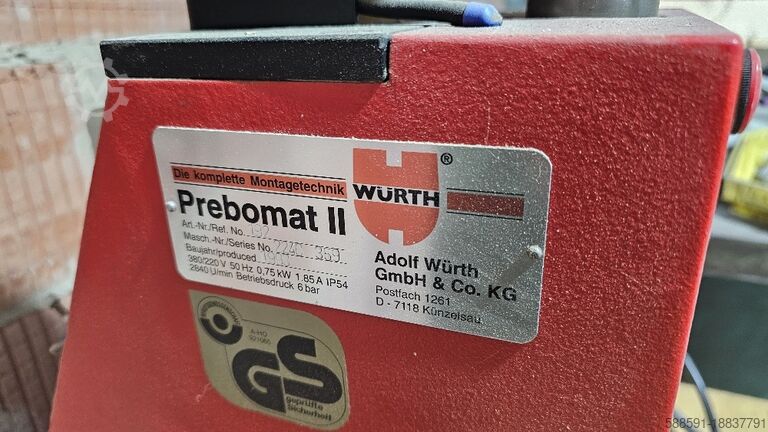 Die komplette Montagetechnik
Prebomat II
Art.-Nr./Ref. No.
Masch.-Nr./Series No.
Baujahr/produced
380/220 V 50 Hz 0,75 kW 1.85 A IP54
2840 U/min Betriebsdruck 6 bar
WÜRTH
®
Adolf Würth
GmbH & Co. KG
Postfach 1261
D - 7118 Künzelsau
GS
geprüfte
Sicherheit
588591-18837791